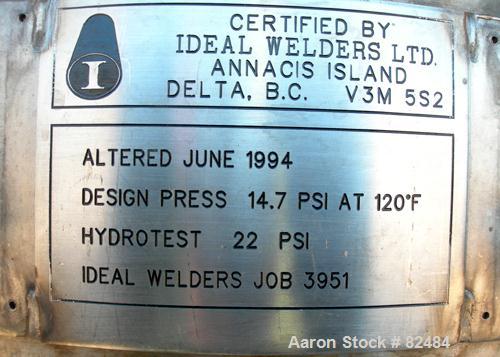 CERTIFIED BY
IDEAL WELDERS LTD.
ANNACIS ISLAND
DELTA, B.C. V3M 5S2
I
ALTERED JUNE 1994
DESIGN PRESS 14.7 PSI AT 120°F
HYDROTEST 22 PSI
IDEAL WELDERS JOB 3951
Aaron Stock # 82484